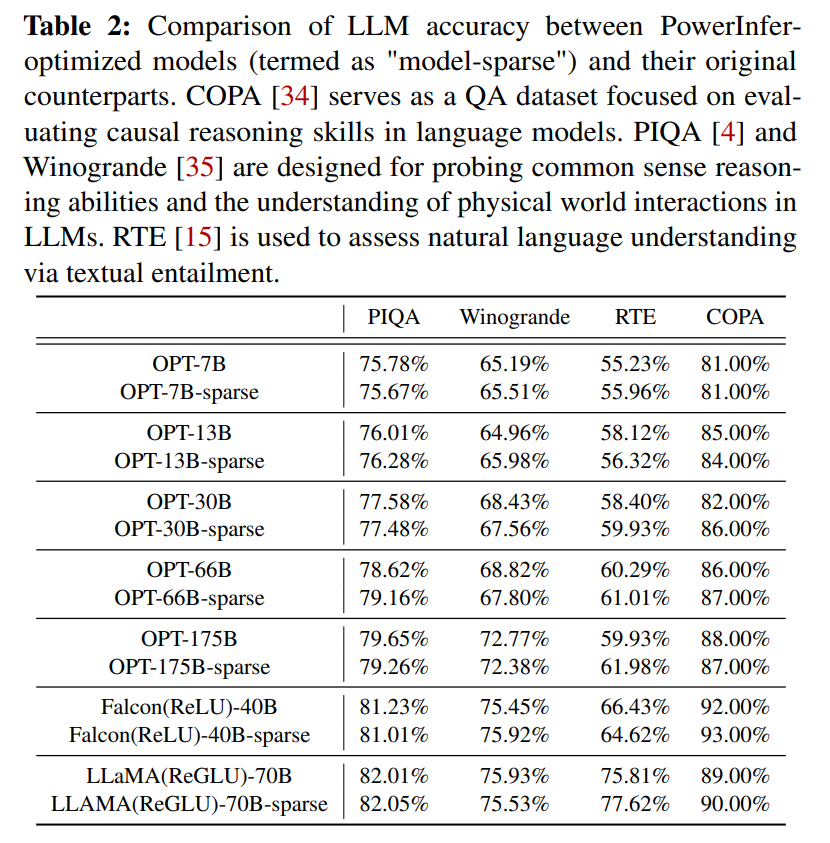 Table 2: Comparison of LLM accuracy between PowerInfer-
optimized models (termed as "model-sparse") and their original
counterparts. COPA [34] serves as a QA dataset focused on eval-
uating causal reasoning skills in language models. PIQA [4] and
Winogrande [35] are designed for probing common sense reason-
ing abilities and the understanding of physical world interactions in
LLMs. RTE [15] is used to assess natural language understanding
via textual entailment.
PIQA Winogrande RTE COPA
OPT-7B 75.78% 65.19% 55.23% 81.00%
OPT-7B-sparse 75.67% 65.51% 55.96% 81.00%
OPT-13B 76.01% 64.96% 58.12% 85.00%
OPT-13B-sparse 76.28% 65.98% 56.32% 84.00%
OPT-30B 77.58% 68.43% 58.40% 82.00%
OPT-30B-sparse 77.48% 67.56% 59.93% 86.00%
OPT-66B 78.62% 68.82% 60.29% 86.00%
OPT-66B-sparse 79.16% 67.80% 61.01% 87.00%
OPT-175B 79.65% 72.77% 59.93% 88.00%
OPT-175B-sparse 79.26% 72.38% 61.98% 87.00%
Falcon(ReLU)-40B 81.23% 75.45% 66.43% 92.00%
Falcon(ReLU)-40B-sparse 81.01% 75.92% 64.62% 93.00%
LLaMA(ReGLU)-70B 82.01% 75.93% 75.81% 89.00%
LLAMA(ReGLU)-70B-sparse 82.05% 75.53% 77.62% 90.00%